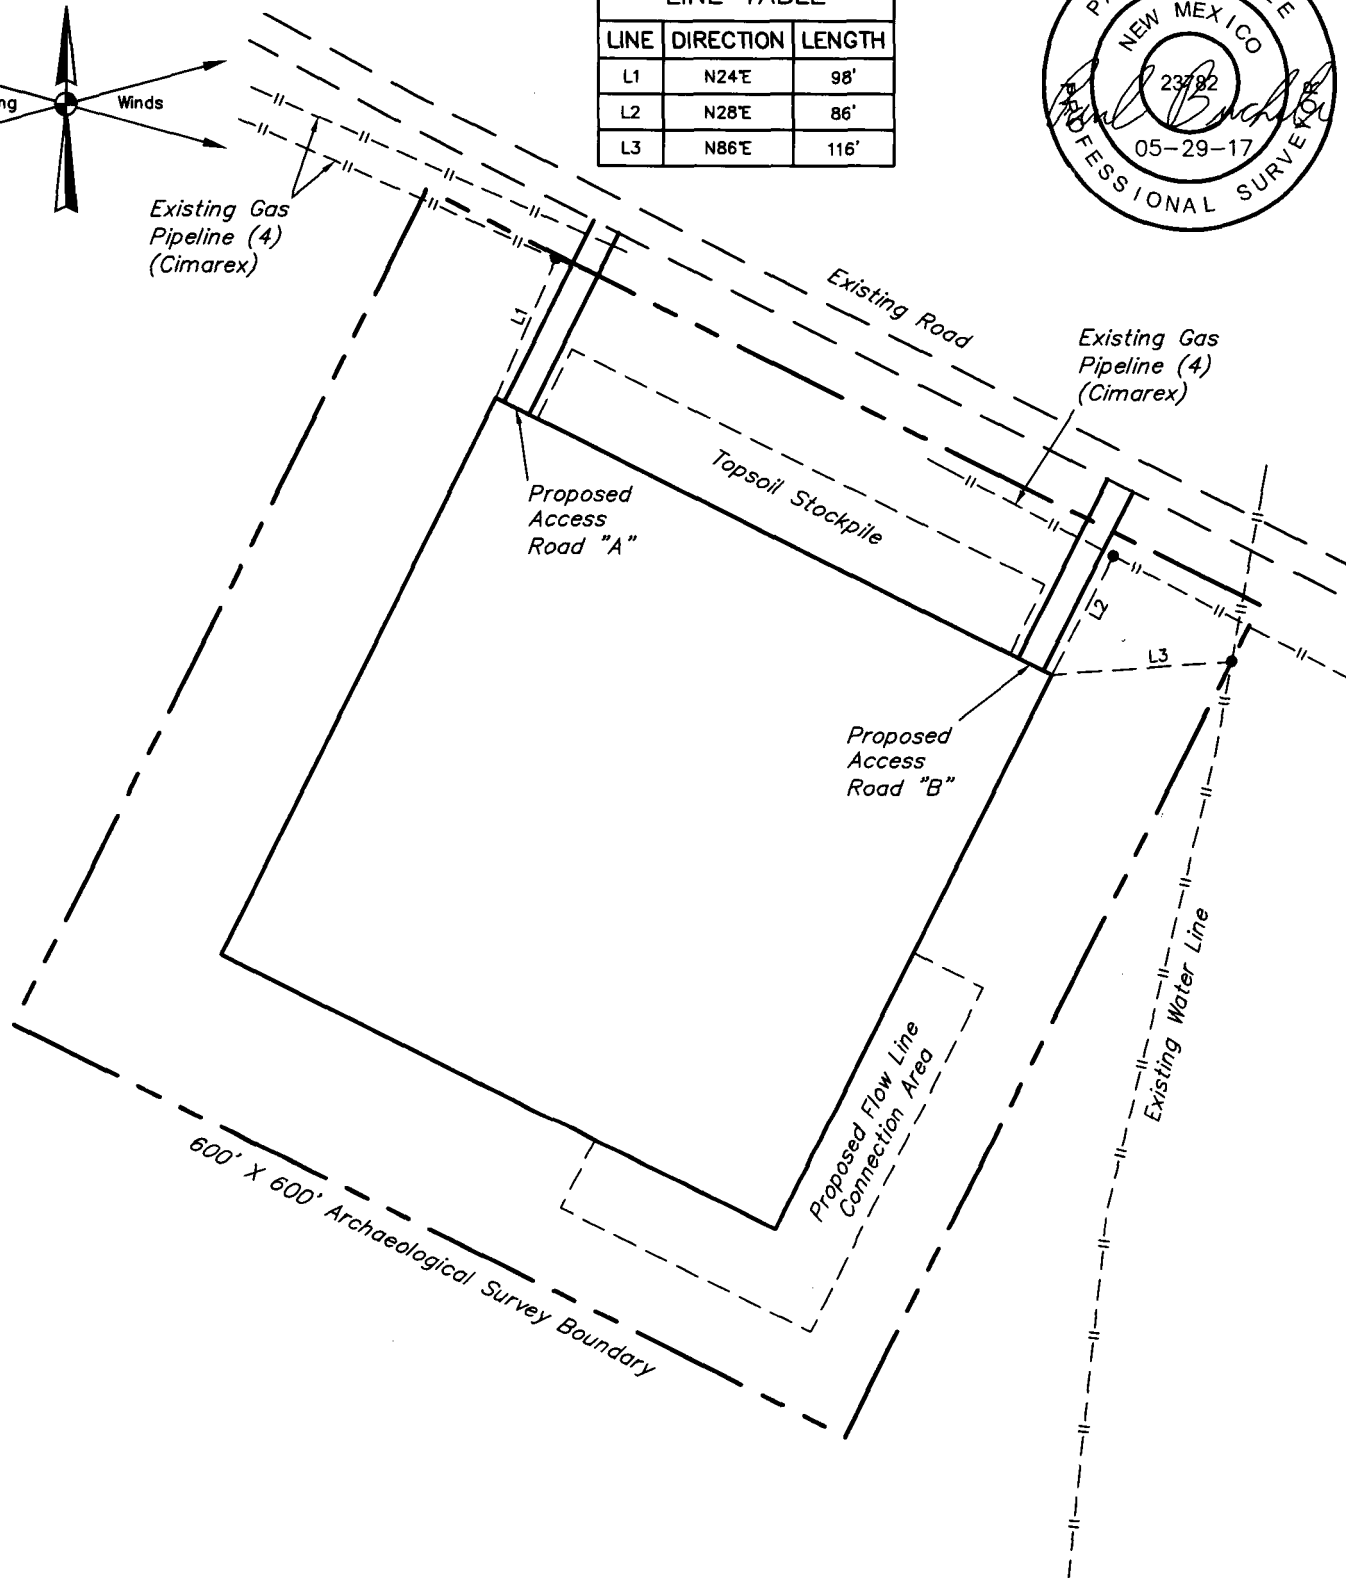 LINE TABLE
LINE DIRECTION LENGTH
L1 N24°E 98'
L2 N28°E 86'
L3 N86°E 116'
NEW MEXICO
23782
05-29-17
PROFESSIONAL SURVEYOR
Winds
Existing Gas
Pipeline (4)
(Cimarex)
L1
Existing Road
Existing Gas
Pipeline (4)
(Cimarex)
Topsoil Stockpile
Proposed
Access
Road "A"
L2
L3
Proposed
Access
Road "B"
Existing Water Line
Proposed Flow Line
Connection Area
600' X 600' Archaeological Survey Boundary